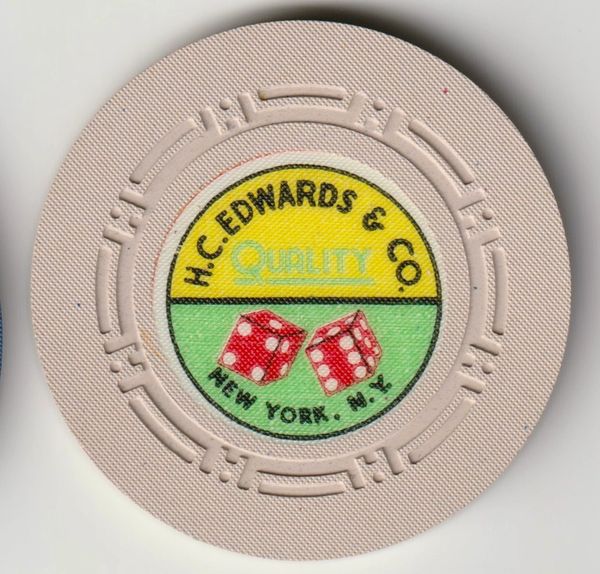 H.C. EDWARDS & CO.
QUALITY
NEW YORK. N.Y.